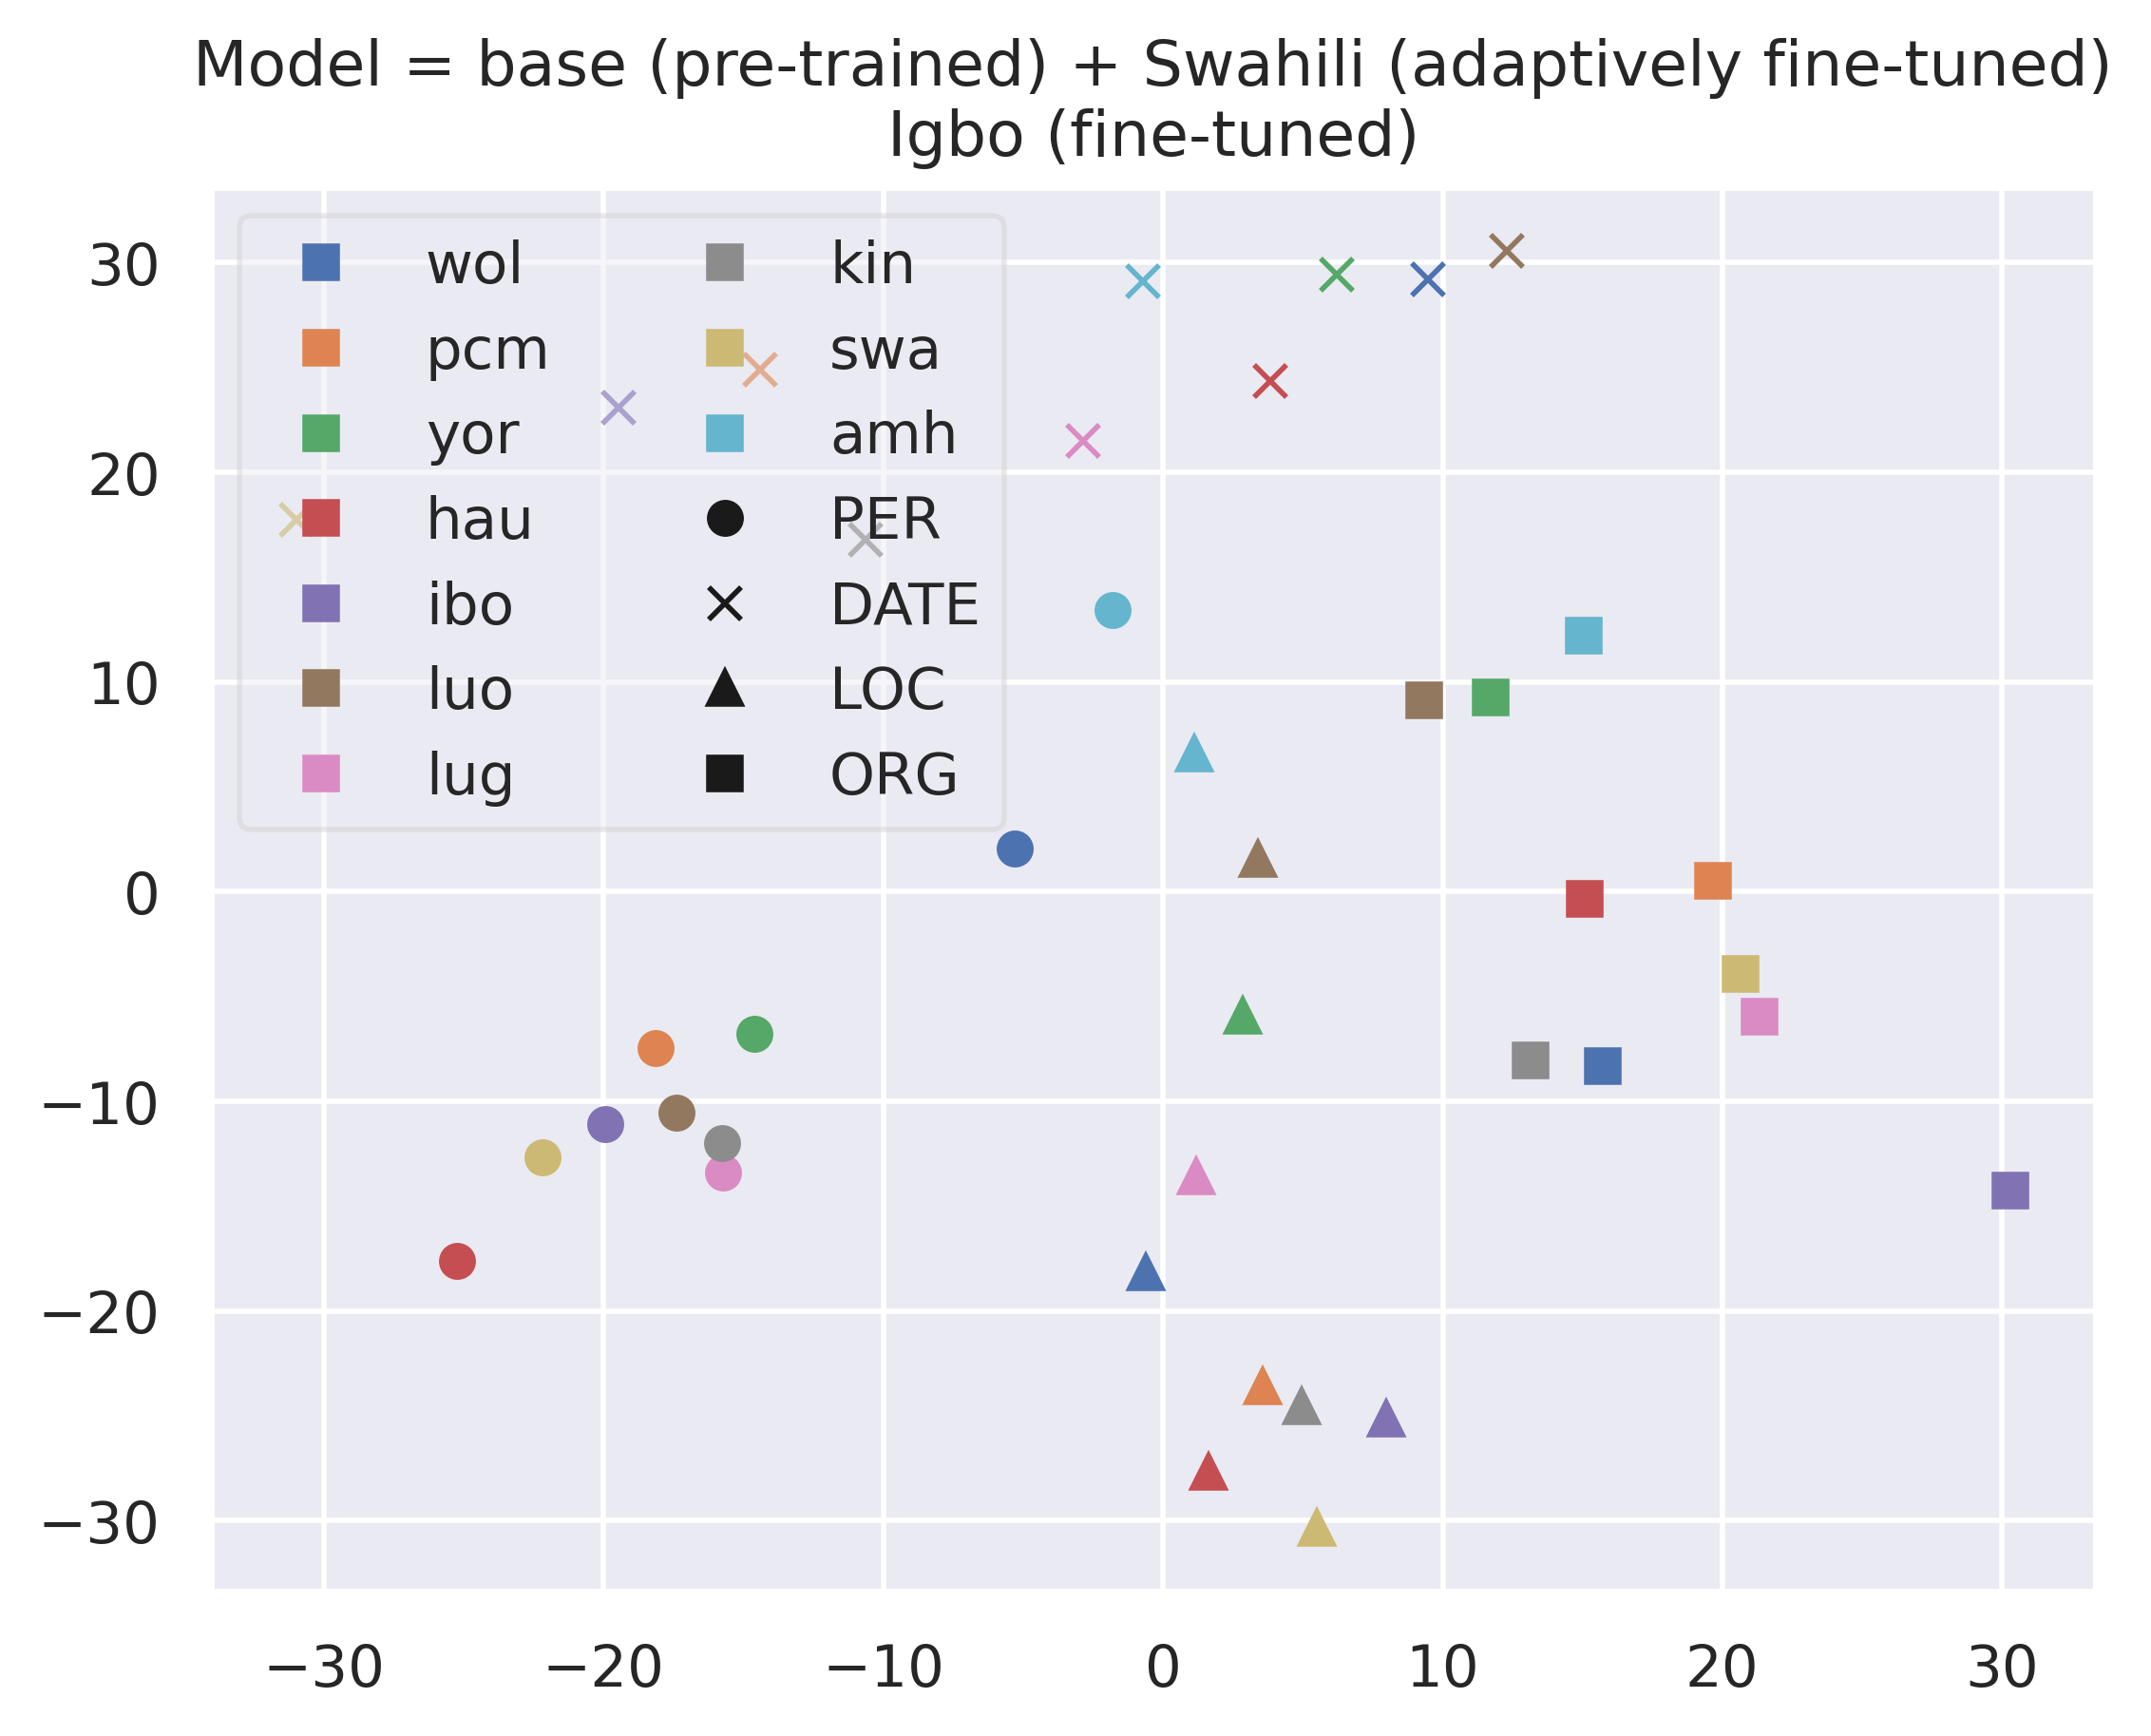 Model = base (pre-trained) + Swahili (adaptively fine-tuned)
Igbo (fine-tuned)
wol
pcm
yor
hau
ibo
luo
lug
kin
swa
amh
PER
DATE
LOC
ORG
30
20
10
0
−10
−20
−30
−30 −20 −10 0 10 20 30